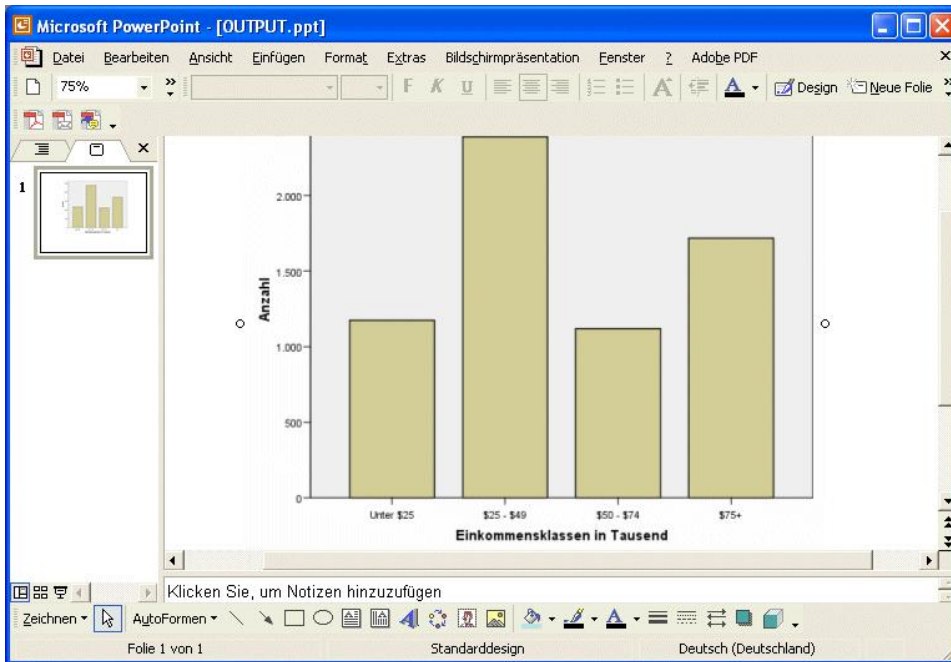 Microsoft PowerPoint - [OUTPUT.ppt]
Datei Bearbeiten Ansicht Einfügen Format Extras Bildschirmpräsentation Fenster ? Adobe PDF
75% F K U A A Design Neue Folie
1
2.000
1.500
1.000
500
0
Anzahl
Unter $25 $25 - $49 $50 - $74 $75+
Einkommensklassen in Tausend
Klicken Sie, um Notizen hinzuzufügen
Zeichnen AutoFormen A A
Folie 1 von 1 Standarddesign Deutsch (Deutschland)